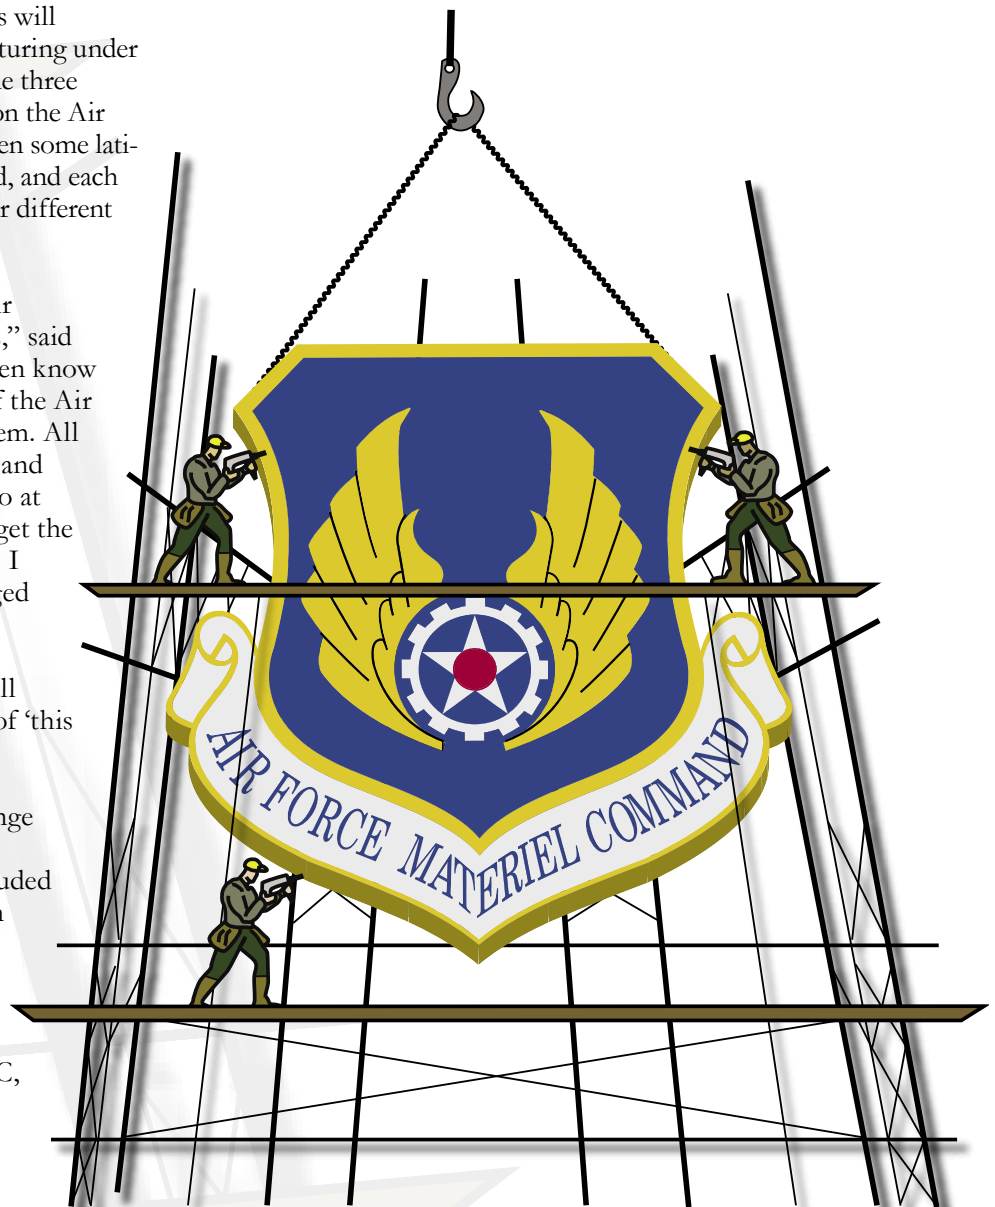 s will
turing under
e three
on the Air
en some lati-
d, and each
r different
ir
,” said
en know
f the Air
em. All
and
o at
get the
I
ged
ll
of ‘this
nge
uded
n
C,
AIR FORCE MATERIEL COMMAND